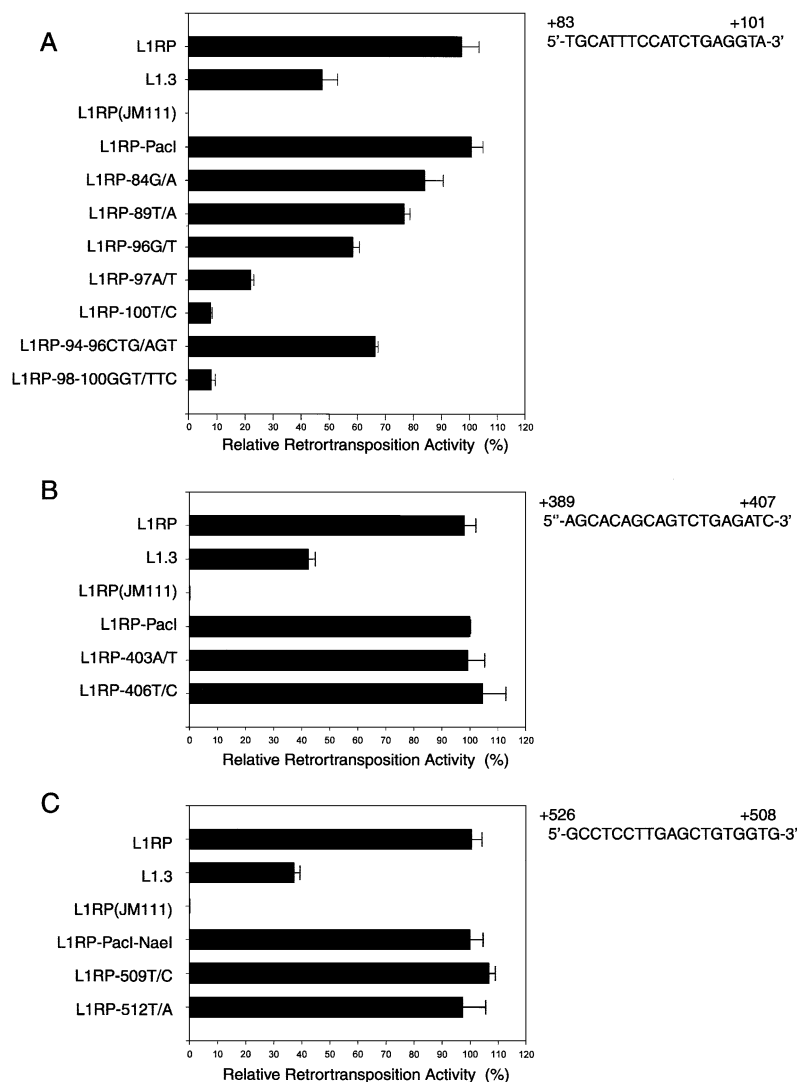 A
+83 +101
5'-TGCATTTCCATCTGAGGTA-3'
L1RP
L1.3
L1RP(JM111)
L1RP-PacI
L1RP-84G/A
L1RP-89T/A
L1RP-96G/T
L1RP-97A/T
L1RP-100T/C
L1RP-94-96CTG/AGT
L1RP-98-100GGT/TTC
0 10 20 30 40 50 60 70 80 90 100 110 120
Relative Retrortransposition Activity (%)
B
+389 +407
5''-AGCACAGCAGTCTGAGATC-3'
L1RP
L1.3
L1RP(JM111)
L1RP-PacI
L1RP-403A/T
L1RP-406T/C
0 10 20 30 40 50 60 70 80 90 100 110 120
Relative Retrortransposition Activity (%)
C
+526 +508
5'-GCCTCCTTGAGCTGTGGTG-3'
L1RP
L1.3
L1RP(JM111)
L1RP-PacI-NaeI
L1RP-509T/C
L1RP-512T/A
0 10 20 30 40 50 60 70 80 90 100 110 120
Relative Retrortransposition Activity (%)